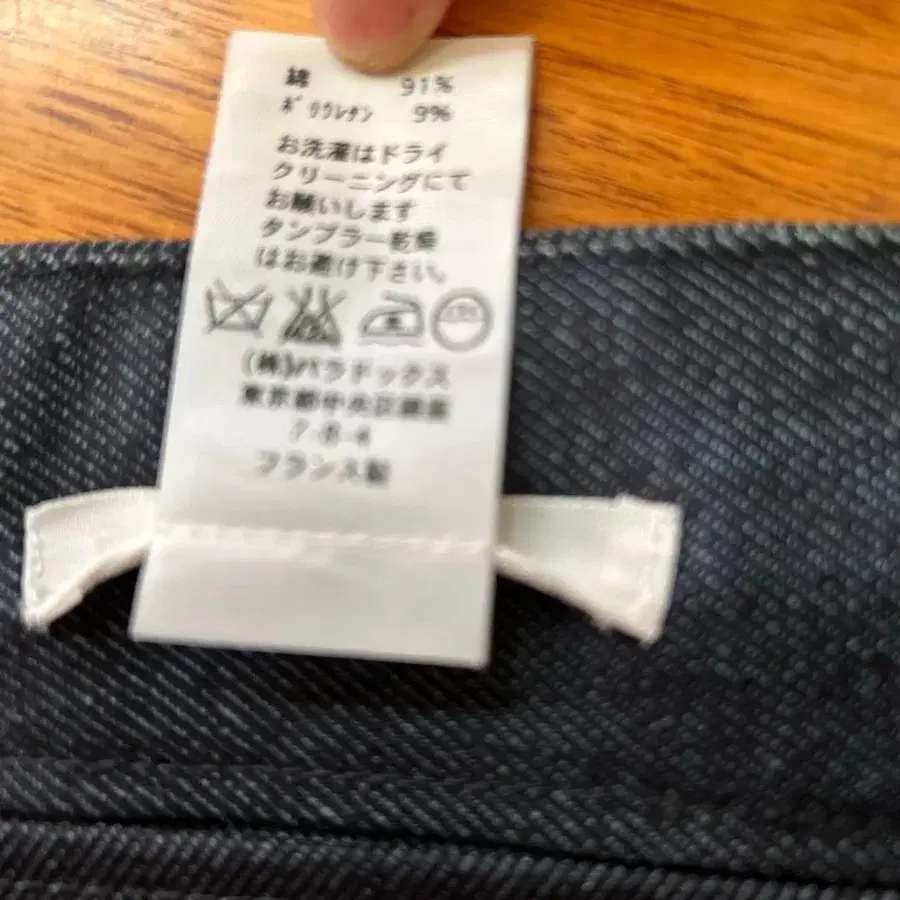 綿 91%
ポリウレタン 9%
お洗濯はドライ
クリーニングにて
お願いします
タンブラー乾燥
はお避け下さい。
(株)パラドックス
東京都中央区銀座
7-8-4
フランス製